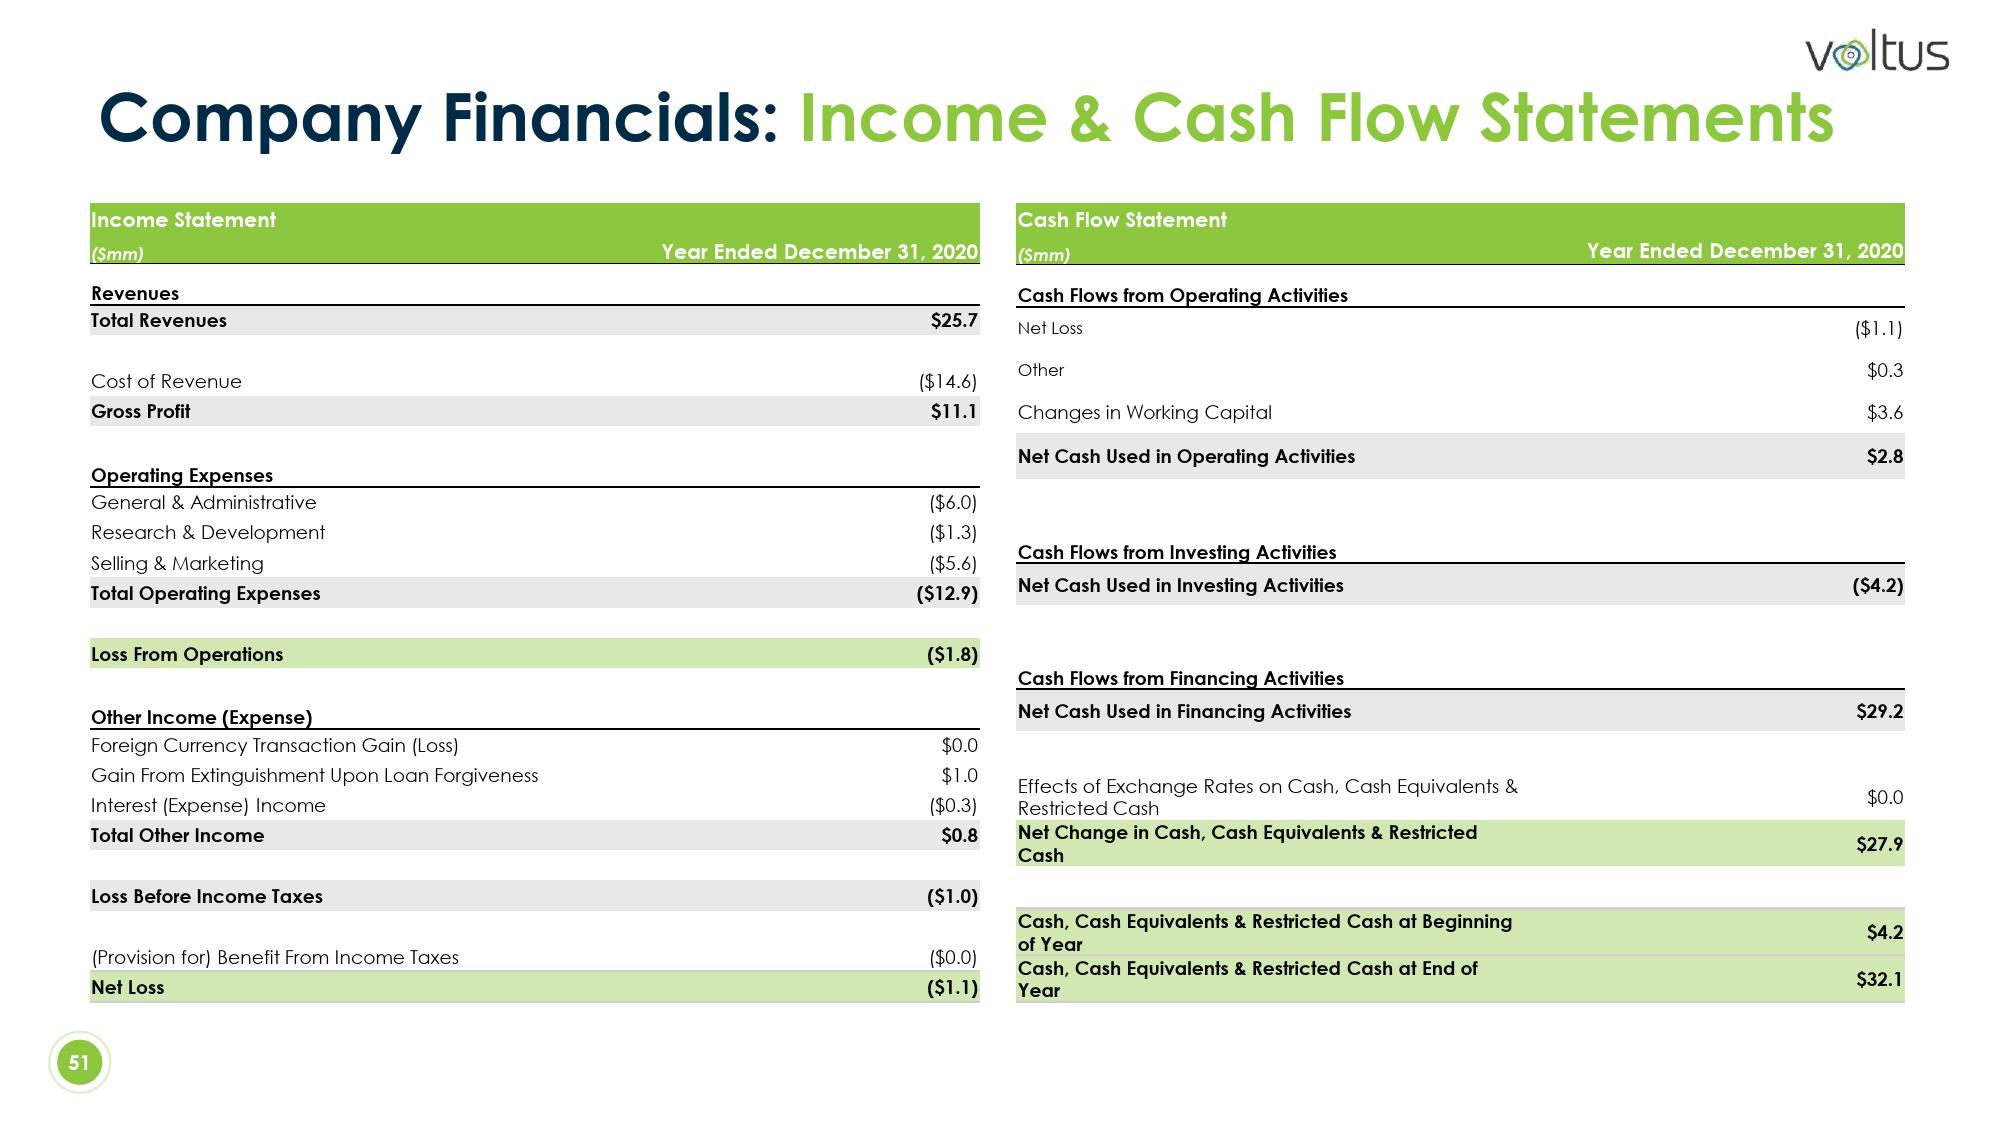 voltus
Company Financials: Income & Cash Flow Statements
Income Statement
($mm) Year Ended December 31, 2020
Revenues
Total Revenues $25.7
Cost of Revenue ($14.6)
Gross Profit $11.1
Operating Expenses
General & Administrative ($6.0)
Research & Development ($1.3)
Selling & Marketing ($5.6)
Total Operating Expenses ($12.9)
Loss From Operations ($1.8)
Other Income (Expense)
Foreign Currency Transaction Gain (Loss) $0.0
Gain From Extinguishment Upon Loan Forgiveness $1.0
Interest (Expense) Income ($0.3)
Total Other Income $0.8
Loss Before Income Taxes ($1.0)
(Provision for) Benefit From Income Taxes ($0.0)
Net Loss ($1.1)
Cash Flow Statement
($mm) Year Ended December 31, 2020
Cash Flows from Operating Activities
Net Loss ($1.1)
Other $0.3
Changes in Working Capital $3.6
Net Cash Used in Operating Activities $2.8
Cash Flows from Investing Activities
Net Cash Used in Investing Activities ($4.2)
Cash Flows from Financing Activities
Net Cash Used in Financing Activities $29.2
Effects of Exchange Rates on Cash, Cash Equivalents &
Restricted Cash $0.0
Net Change in Cash, Cash Equivalents & Restricted
Cash $27.9
Cash, Cash Equivalents & Restricted Cash at Beginning
of Year $4.2
Cash, Cash Equivalents & Restricted Cash at End of
Year $32.1
51